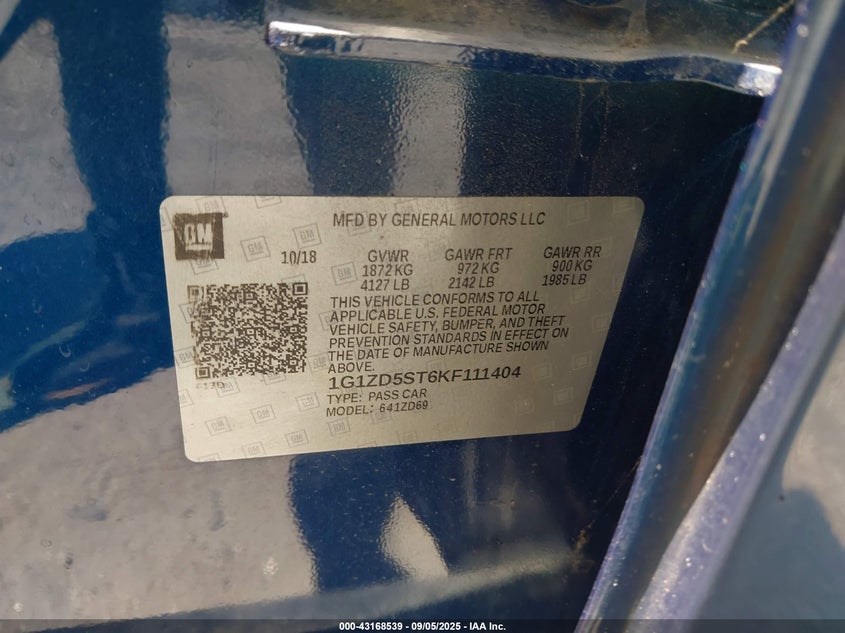 GM
MFD BY GENERAL MOTORS LLC
10/18 GVWR GAWR FRT GAWR RR
1872 KG 972 KG 900 KG
4127 LB 2142 LB 1985 LB
THIS VEHICLE CONFORMS TO ALL
APPLICABLE U.S. FEDERAL MOTOR
VEHICLE SAFETY, BUMPER, AND THEFT
PREVENTION STANDARDS IN EFFECT ON
THE DATE OF MANUFACTURE SHOWN
ABOVE.
1G1ZD5ST6KF111404
TYPE: PASS CAR
MODEL: 641ZD69
000-43168539 - 09/05/2025 - IAA Inc.